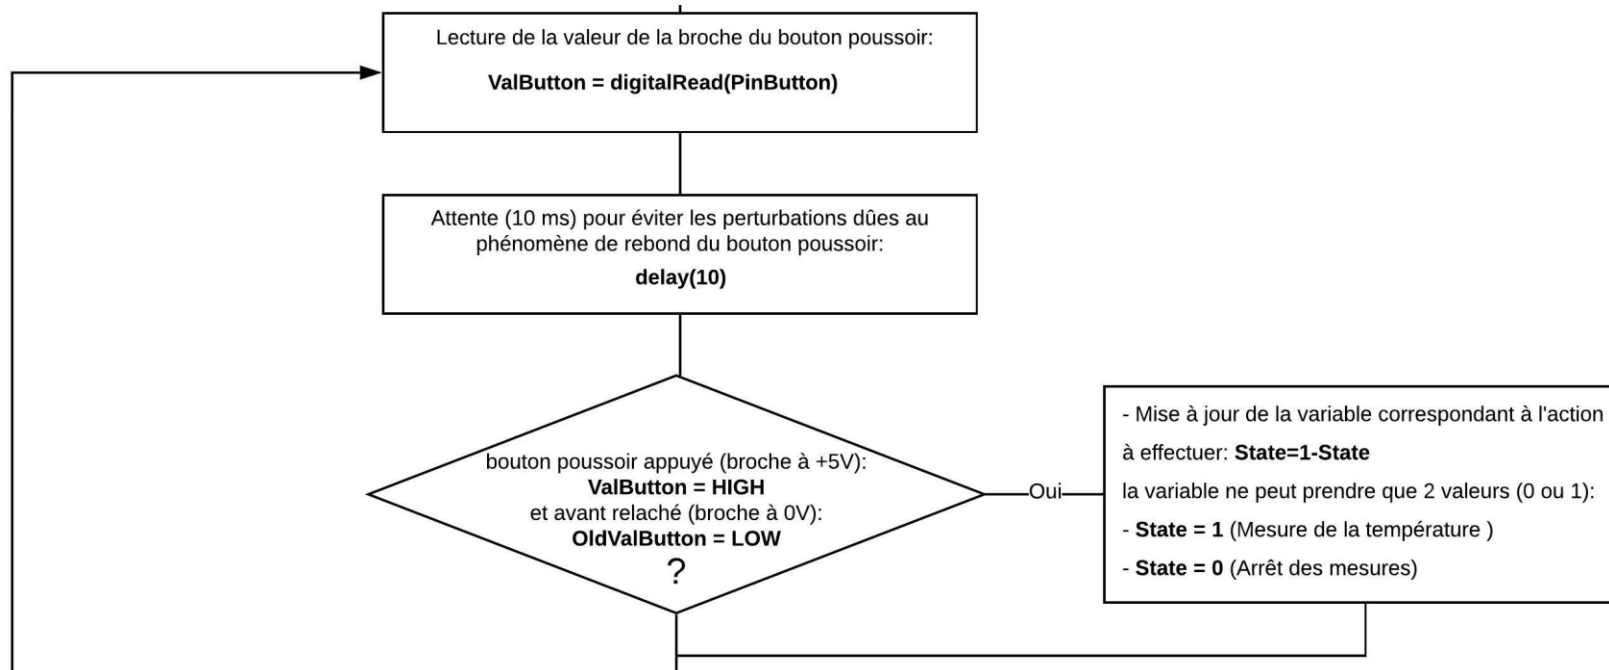 Lecture de la valeur de la broche du bouton poussoir:
ValButton = digitalRead(PinButton)
Attente (10 ms) pour éviter les perturbations dûes au
phénomène de rebond du bouton poussoir:
delay(10)
bouton poussoir appuyé (broche à +5V):
ValButton = HIGH
et avant relaché (broche à 0V):
OldValButton = LOW
?
Oui
- Mise à jour de la variable correspondant à l'action
à effectuer: State=1-State
la variable ne peut prendre que 2 valeurs (0 ou 1):
- State = 1 (Mesure de la température )
- State = 0 (Arrêt des mesures)